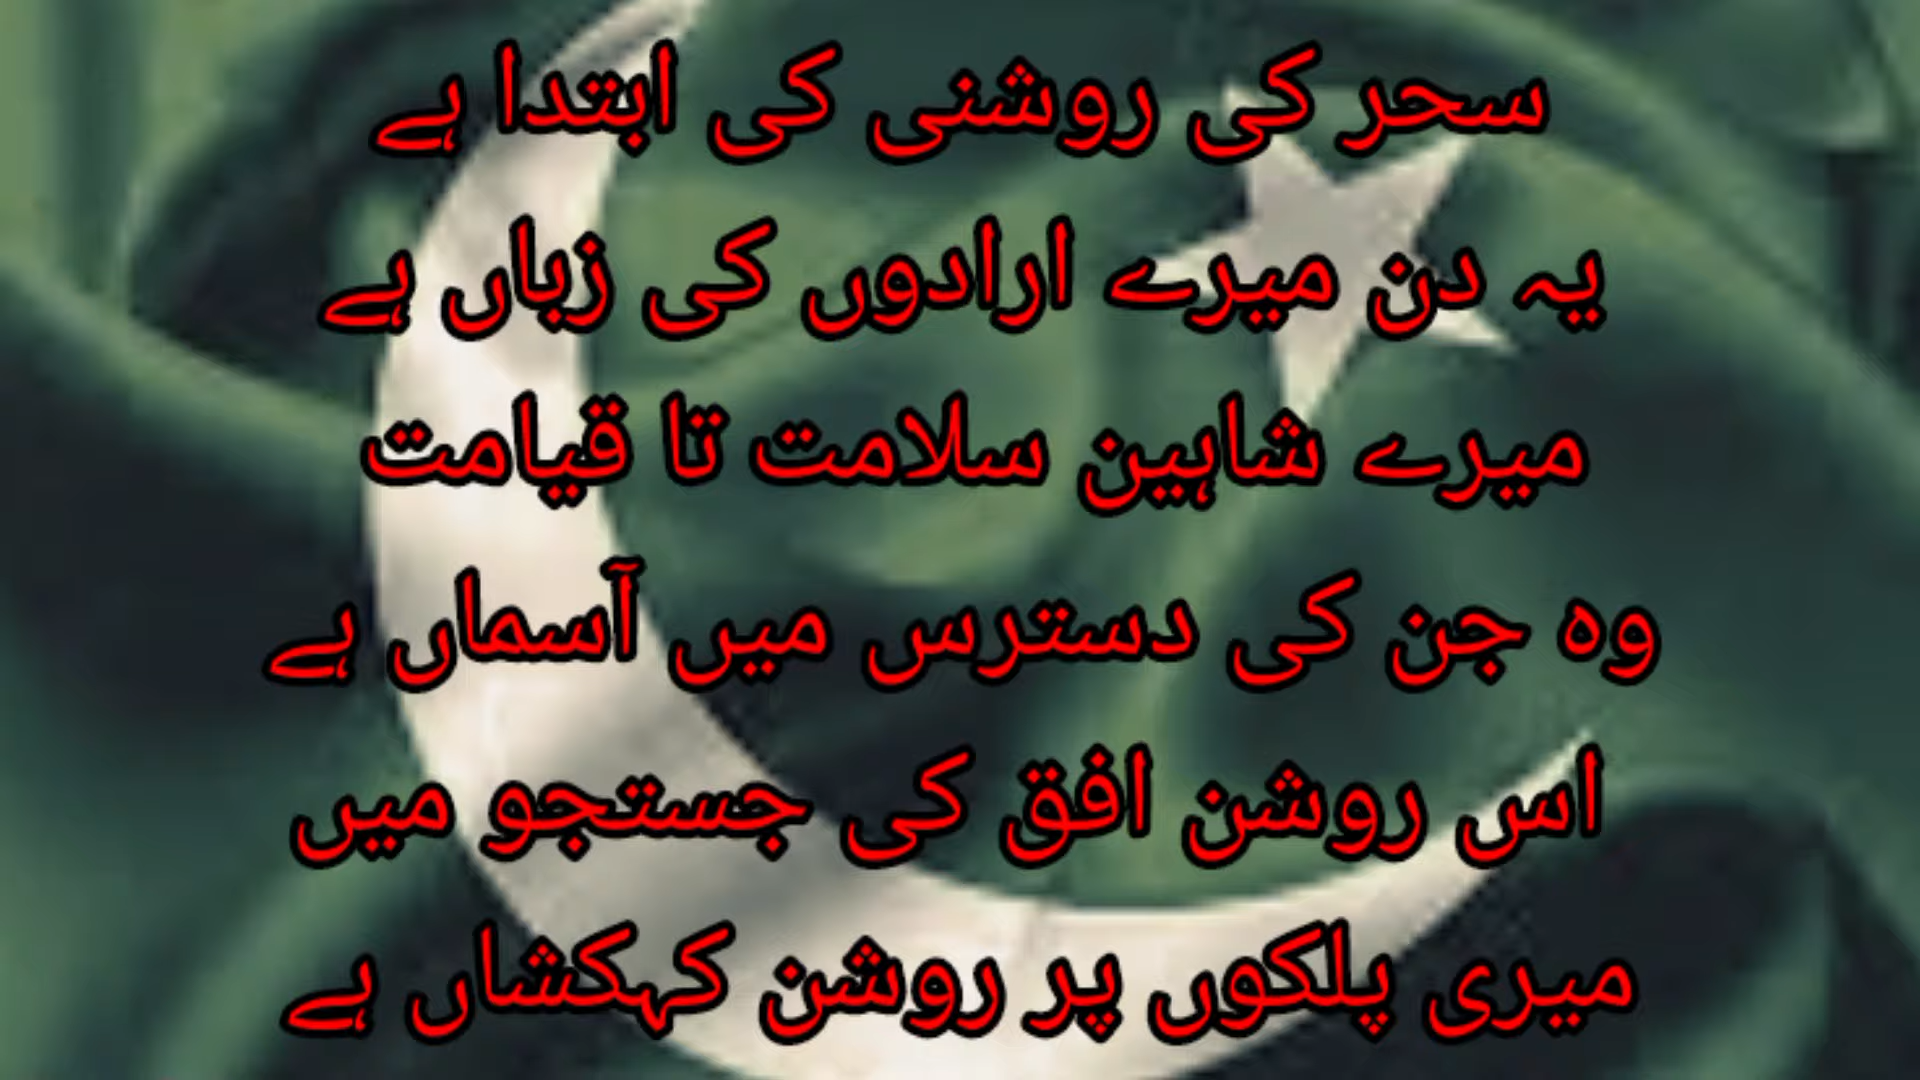 سحر کی روشنی کی ابتدا ہے
یہ دن میرے ارادوں کی زباں ہے
میرے شاہین سلامت تا قیامت
وہ جن کی دسترس میں آسماں ہے
اس روشن افق کی جستجو میں
میری پلکوں پر روشن کہکشاں ہے